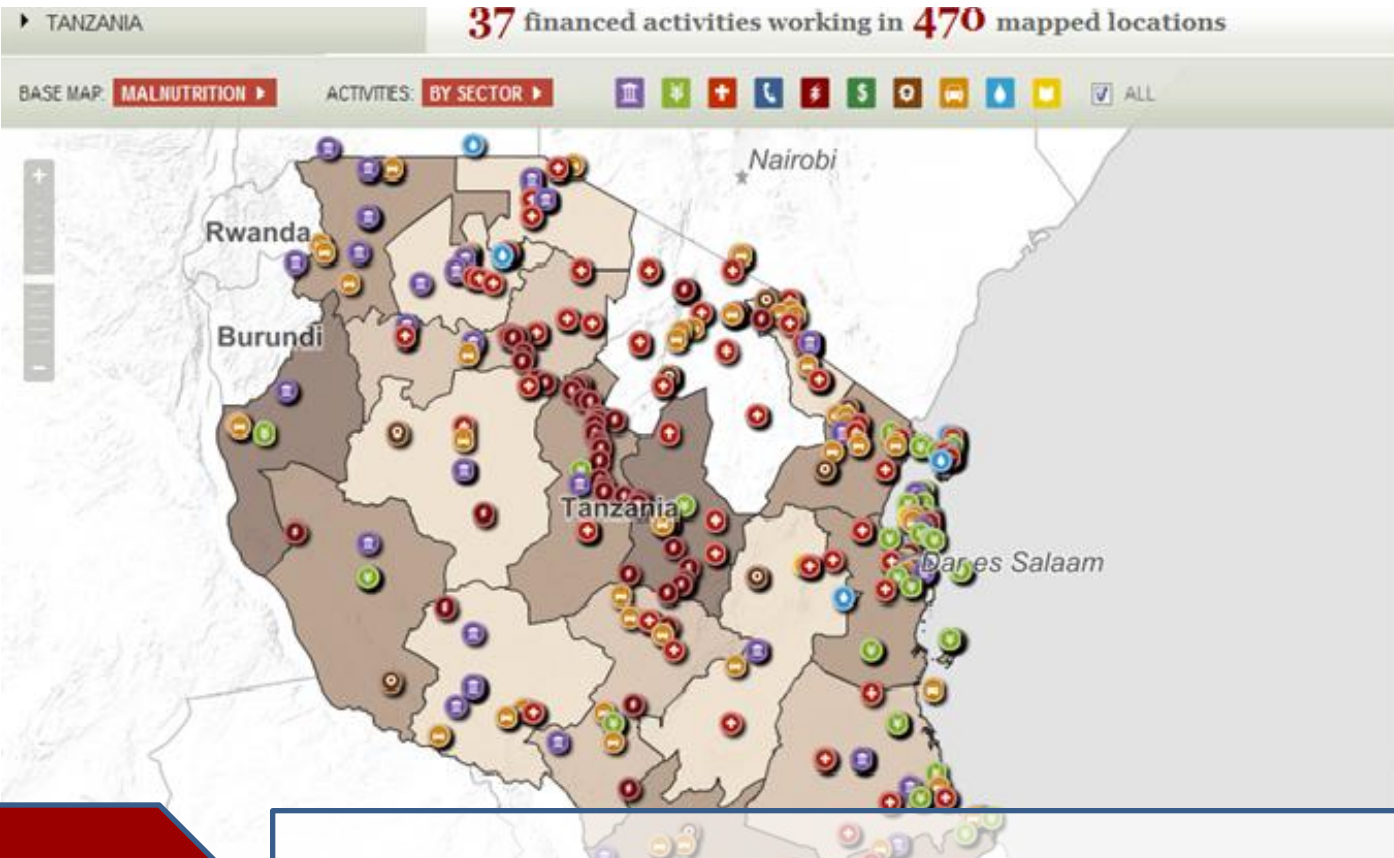 TANZANIA
37 financed activities working in 470 mapped locations
BASE MAP: MALNUTRITION
ACTIVITIES: BY SECTOR
ALL
Nairobi
Rwanda
Burundi
Tanzania
Dar es Salaam